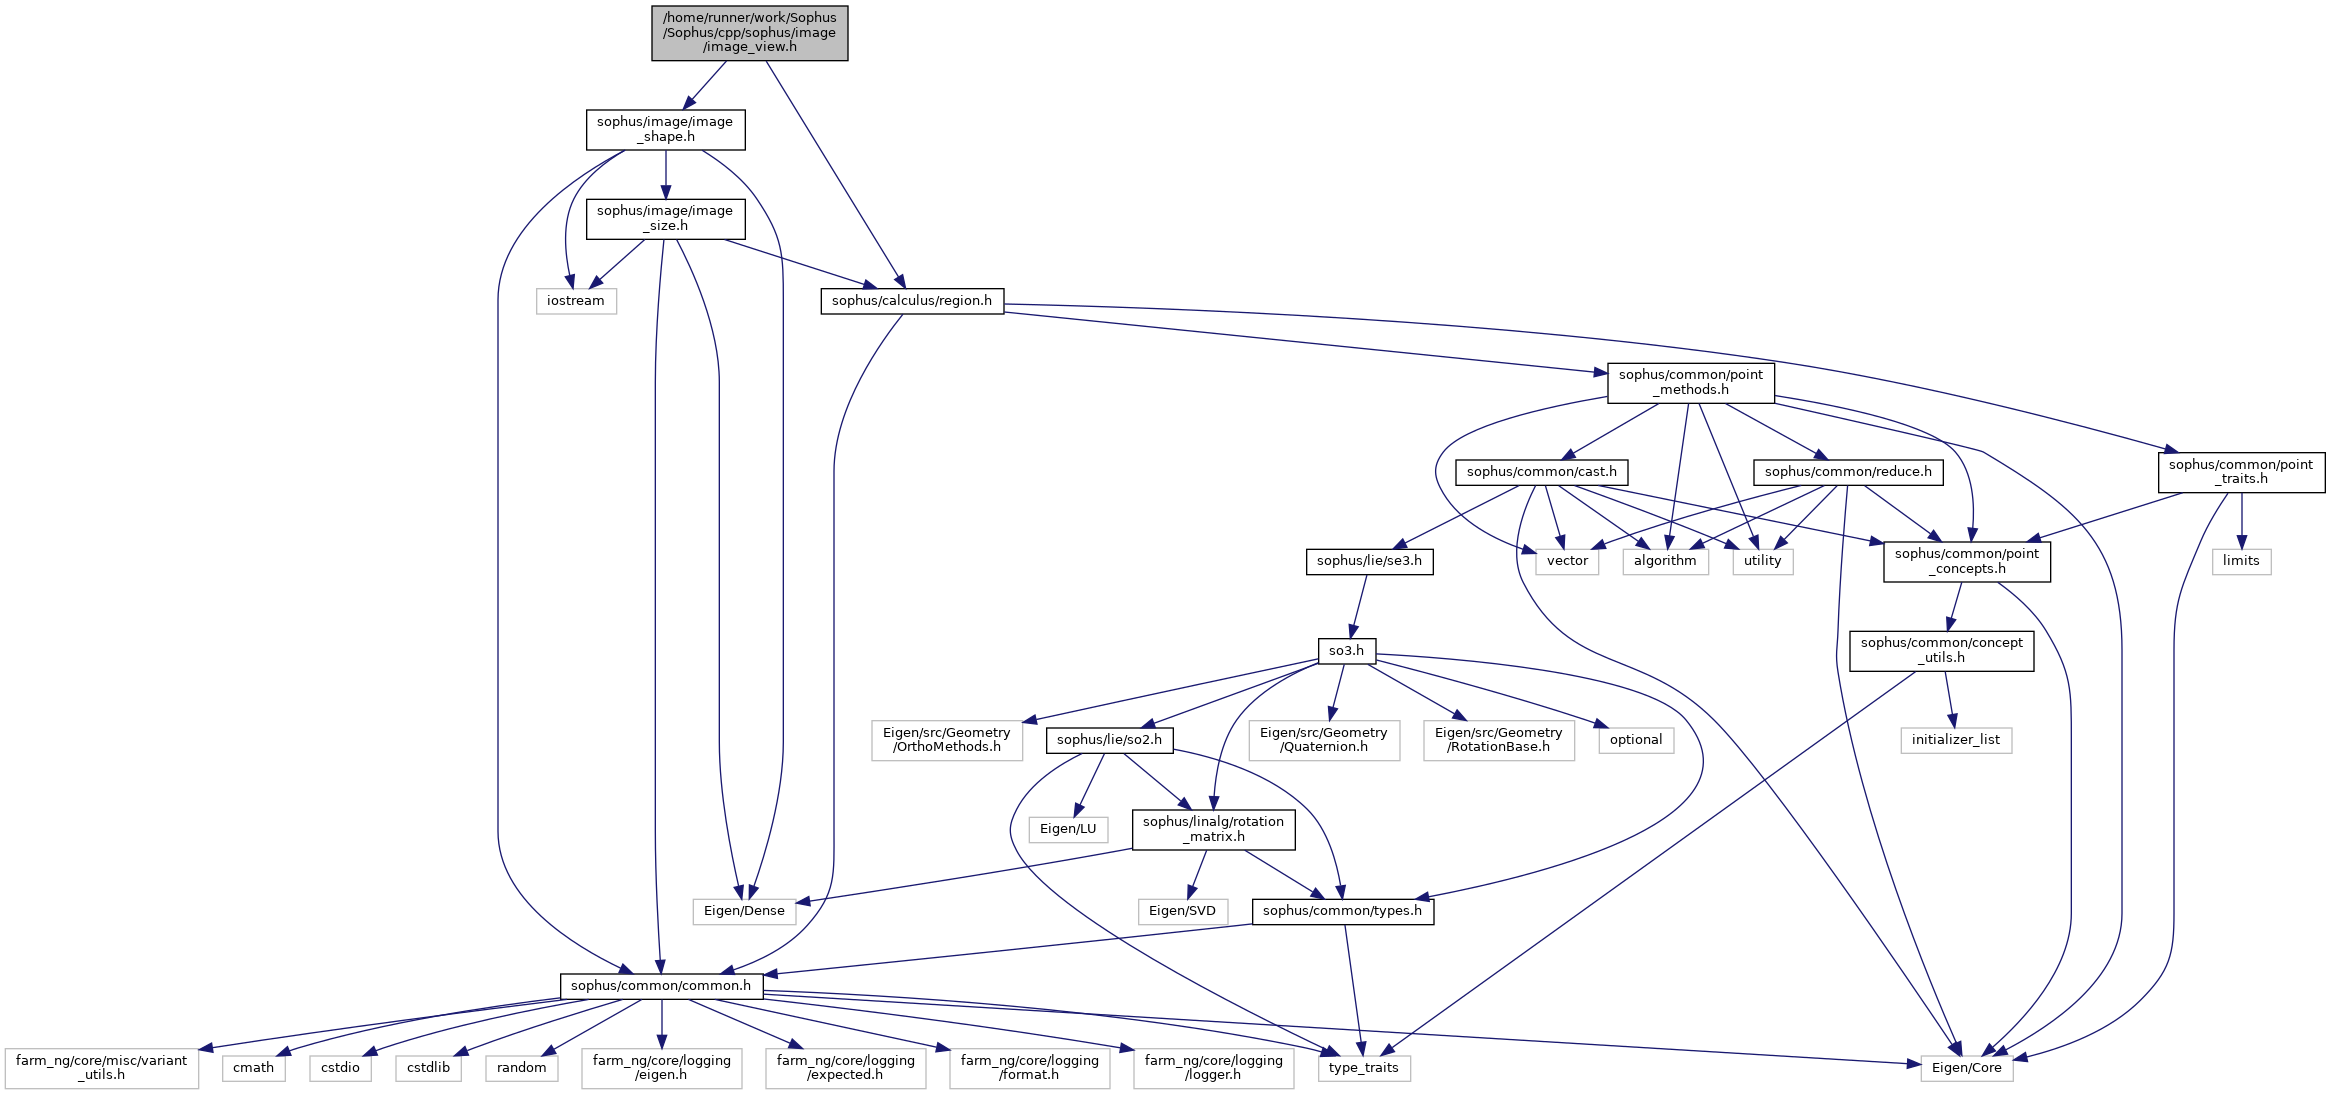 /home/runner/work/Sophus
/Sophus/cpp/sophus/image
/image_view.h
sophus/image/image
_shape.h
sophus/image/image
_size.h
iostream
sophus/calculus/region.h
sophus/common/point
_methods.h
sophus/common/cast.h
sophus/common/reduce.h
sophus/common/point
_traits.h
sophus/lie/se3.h
vector
algorithm
utility
sophus/common/point
_concepts.h
limits
so3.h
sophus/common/concept
_utils.h
Eigen/src/Geometry
/OrthoMethods.h
sophus/lie/so2.h
Eigen/src/Geometry
/Quaternion.h
Eigen/src/Geometry
/RotationBase.h
optional
initializer_list
Eigen/LU
sophus/linalg/rotation
_matrix.h
Eigen/Dense
Eigen/SVD
sophus/common/types.h
sophus/common/common.h
farm_ng/core/misc/variant
_utils.h
cmath
cstdio
cstdlib
random
farm_ng/core/logging
/eigen.h
farm_ng/core/logging
/expected.h
farm_ng/core/logging
/format.h
farm_ng/core/logging
/logger.h
type_traits
Eigen/Core